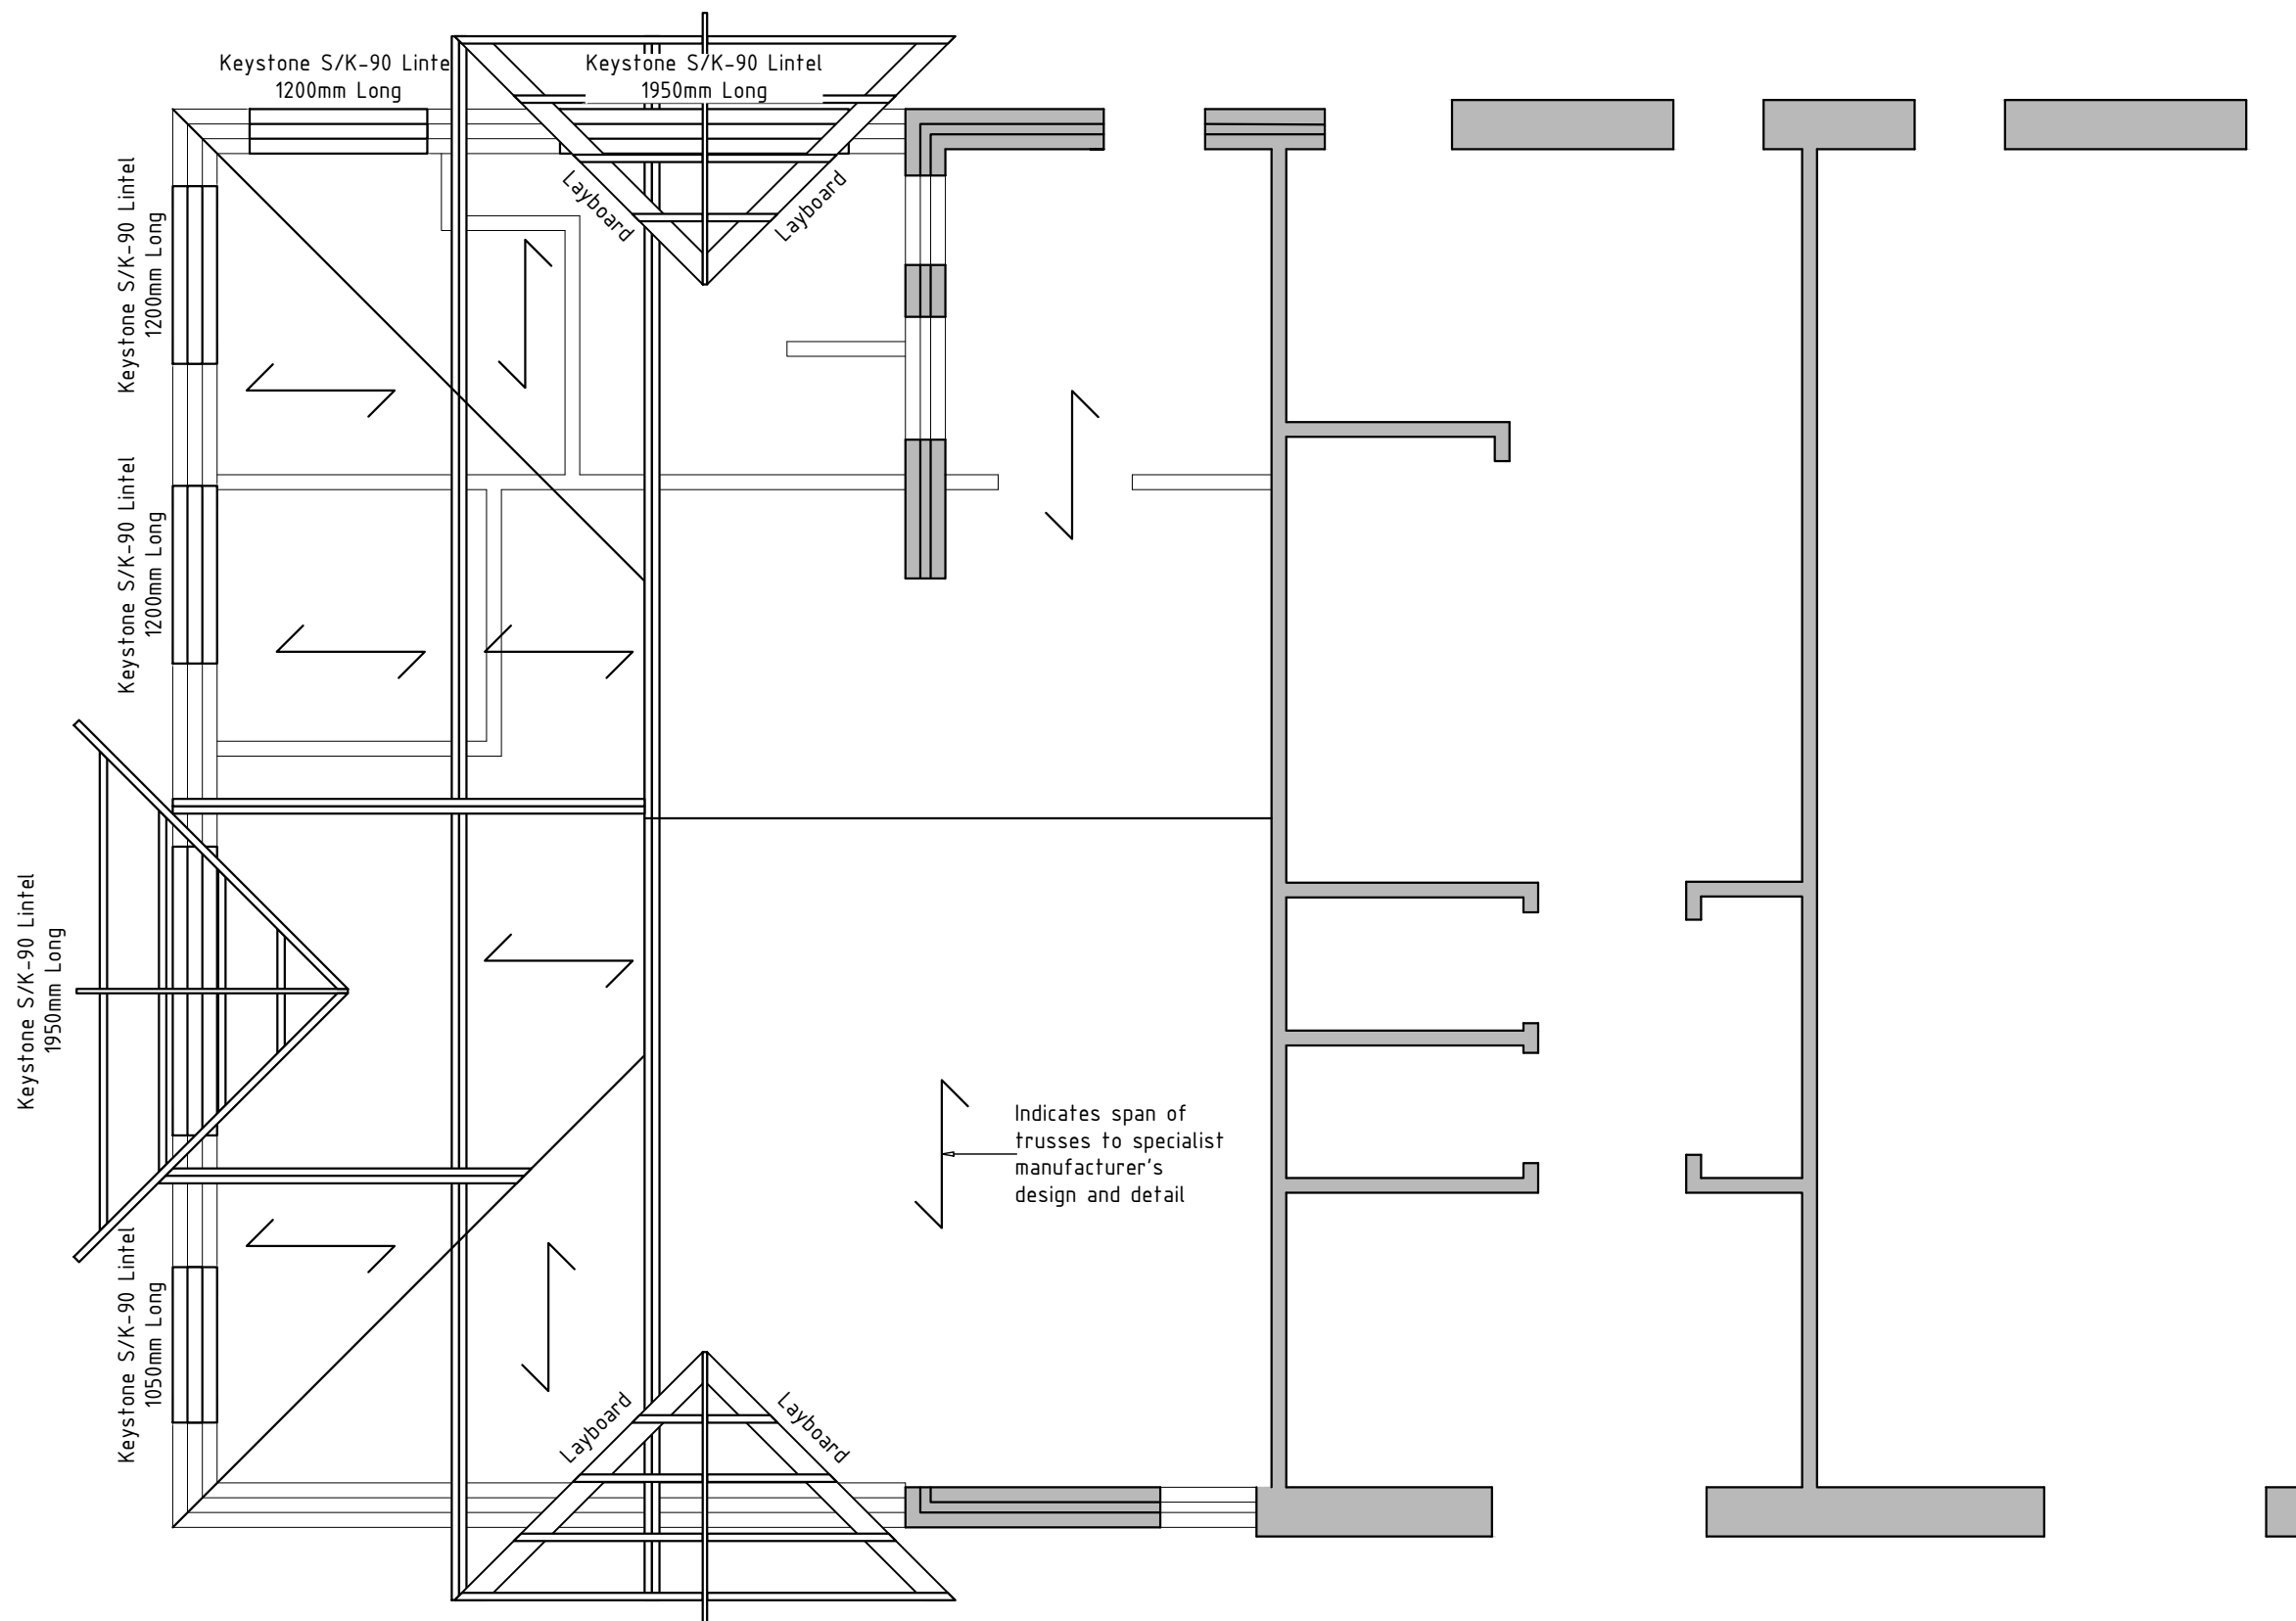 Keystone S/K-90 Linte
1200mm Long
Keystone S/K-90 Lintel
1950mm Long
Layboard
Layboard
Keystone S/K-90 Lintel
1200mm Long
Keystone S/K-90 Lintel
1200mm Long
Keystone S/K-90 Lintel
1950mm Long
Indicates span of
trusses to specialist
manufacturer's
design and detail
Keystone S/K-90 Lintel
1050mm Long
Layboard
Layboard